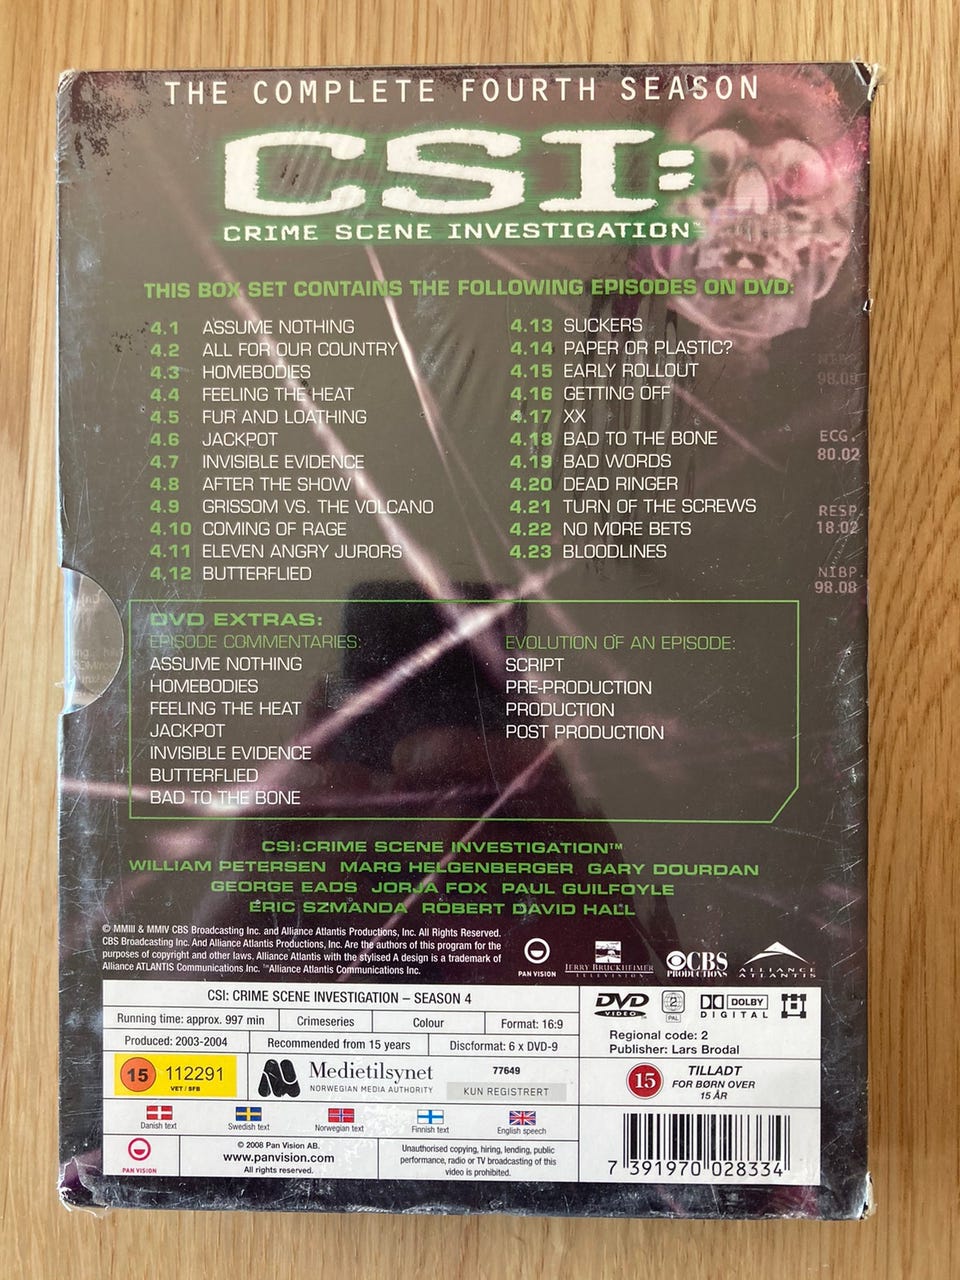 THE COMPLETE FOURTH SEASON
CSI:
CRIME SCENE INVESTIGATION™
THIS BOX SET CONTAINS THE FOLLOWING EPISODES ON DVD:
4.1 ASSUME NOTHING
4.2 ALL FOR OUR COUNTRY
4.3 HOMEBODIES
4.4 FEELING THE HEAT
4.5 FUR AND LOATHING
4.6 JACKPOT
4.7 INVISIBLE EVIDENCE
4.8 AFTER THE SHOW
4.9 GRISSOM VS. THE VOLCANO
4.10 COMING OF RAGE
4.11 ELEVEN ANGRY JURORS
4.12 BUTTERFLIED
4.13 SUCKERS
4.14 PAPER OR PLASTIC?
4.15 EARLY ROLLOUT
4.16 GETTING OFF
4.17 XX
4.18 BAD TO THE BONE
4.19 BAD WORDS
4.20 DEAD RINGER
4.21 TURN OF THE SCREWS
4.22 NO MORE BETS
4.23 BLOODLINES
98.09
ECG.
80.02
RESP.
18.02
NIBP
98.08
DVD EXTRAS:
EPISODE COMMENTARIES:
ASSUME NOTHING
HOMEBODIES
FEELING THE HEAT
JACKPOT
INVISIBLE EVIDENCE
BUTTERFLIED
BAD TO THE BONE
EVOLUTION OF AN EPISODE:
SCRIPT
PRE-PRODUCTION
PRODUCTION
POST PRODUCTION
CSI:CRIME SCENE INVESTIGATION™
WILLIAM PETERSEN MARG HELGENBERGER GARY DOURDAN
GEORGE EADS JORJA FOX PAUL GUILFOYLE
ERIC SZMANDA ROBERT DAVID HALL
© MMIII & MMIV CBS Broadcasting Inc. and Alliance Atlantis Productions, Inc. All Rights Reserved.
CBS Broadcasting Inc. And Alliance Atlantis Productions, Inc. Are the authors of this program for the
purposes of copyright and other laws. Alliance Atlantis with the stylised A design is a trademark of
Alliance ATLANTIS Communications Inc. ™Alliance Atlantis Communications Inc.
PAN VISION
JERRY BRUCKHEIMER
TELEVISION
CBS
PRODUCTIONS
ALLIANCE
ATLANTIS
CSI: CRIME SCENE INVESTIGATION – SEASON 4
Running time: approx. 997 min
Crimeseries
Colour
Format: 16:9
Produced: 2003-2004
Recommended from 15 years
Discformat: 6 x DVD-9
DVD
VIDEO
2
PAL
DOLBY
DIGITAL
Regional code: 2
Publisher: Lars Brodal
15 112291
VET / SFB
Medietilsynet
NORWEGIAN MEDIA AUTHORITY
77649
KUN REGISTRERT
15
TILLADT
FOR BØRN OVER
15 ÅR
Danish text
Swedish text
Norwegian text
Finnish text
English speech
PAN VISION
© 2008 Pan Vision AB.
www.panvision.com
All rights reserved.
Unauthorised copying, hiring, lending, public
performance, radio or TV broadcasting of this
video is prohibited.
7 391970 028334